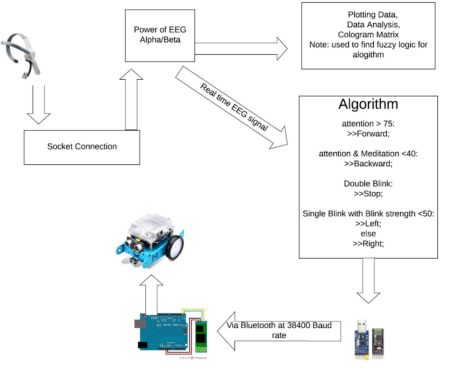 Power of EEG
Alpha/Beta
Plotting Data,
Data Analysis,
Cologram Matrix
Note: used to find fuzzy logic for
alogithm
Real time EEG signal
Socket Connection
Algorithm
attention > 75:
>>Forward;
attention & Meditation <40:
>>Backward;
Double Blink:
>>Stop;
Single Blink with Blink strength <50:
>>Left;
else
>>Right;
Via Bluetooth at 38400 Baud
rate